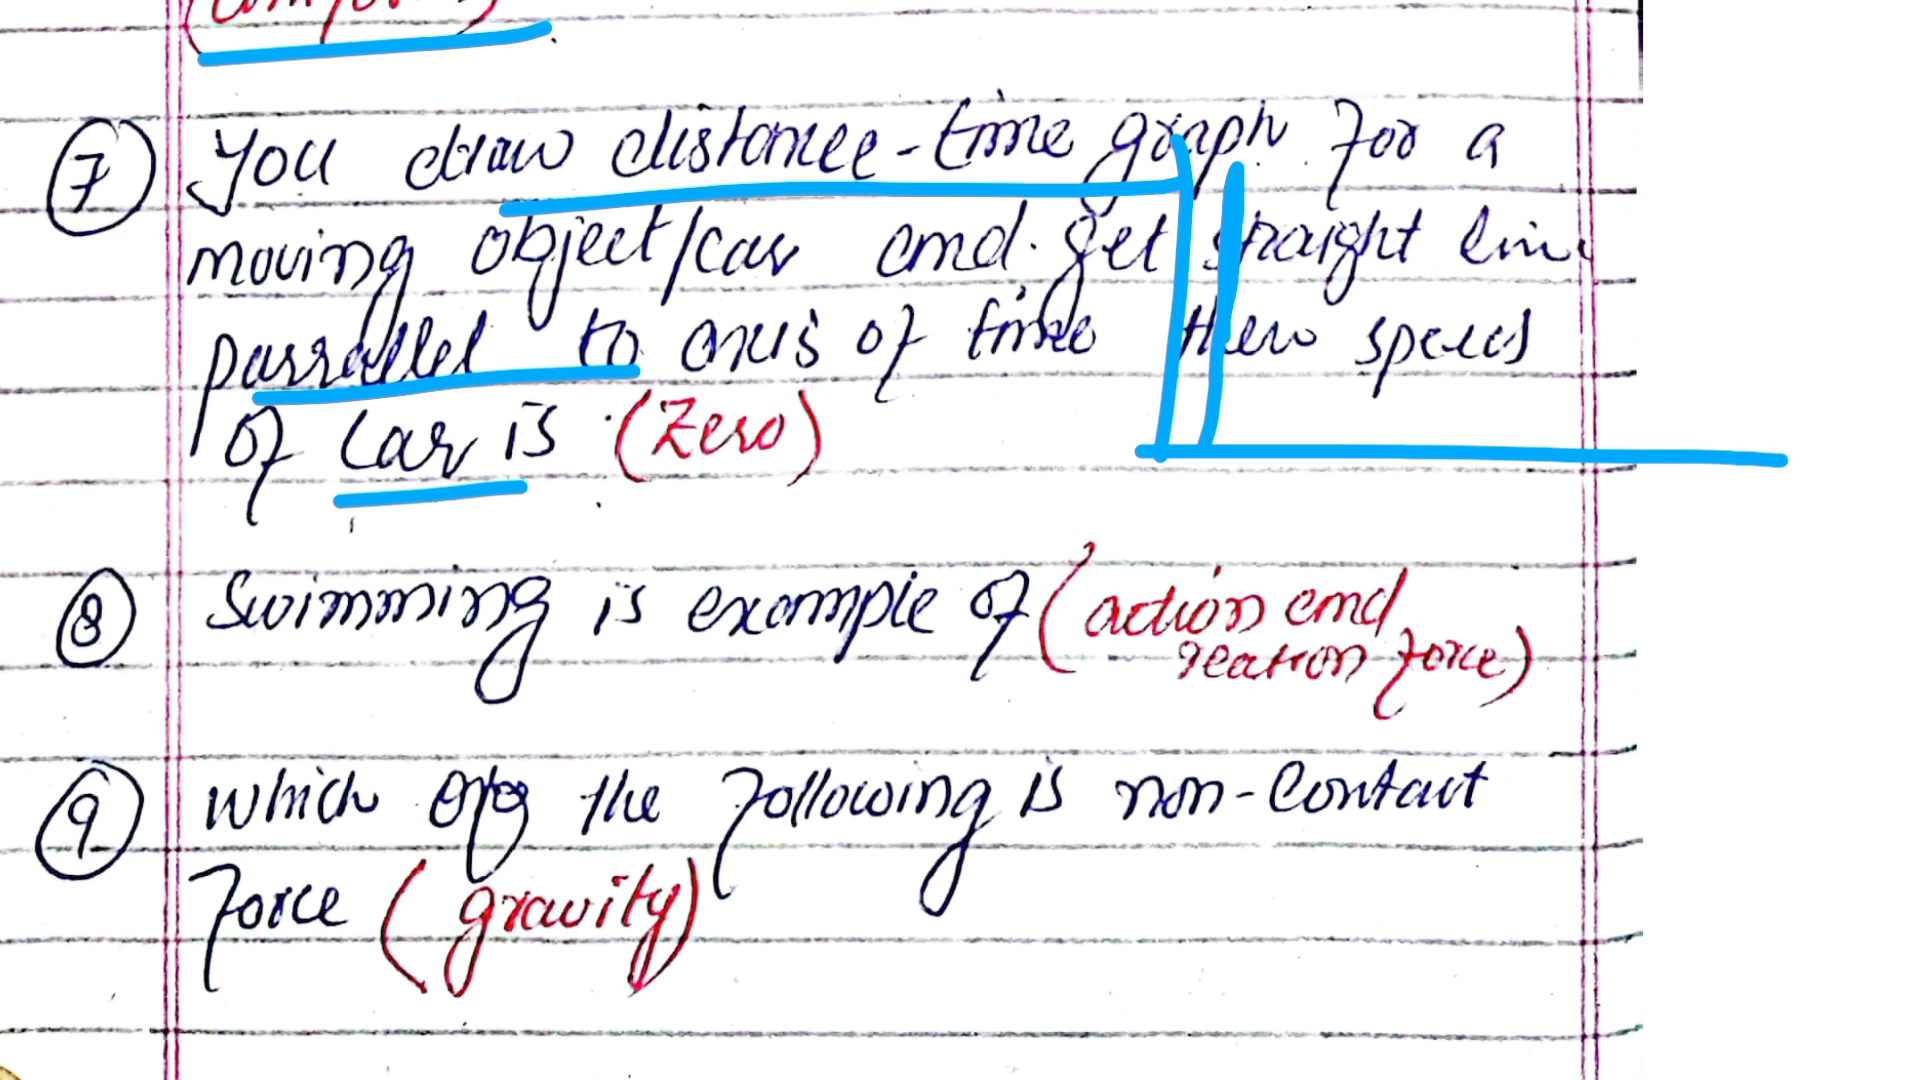 7 You draw distance-time graph for a
moving object/car and get straight line
parrallel to axis of time then speed
of car is (Zero)
8 Swimming is example of (action and
reation force)
9 which of the following is non-contact
force (gravity)